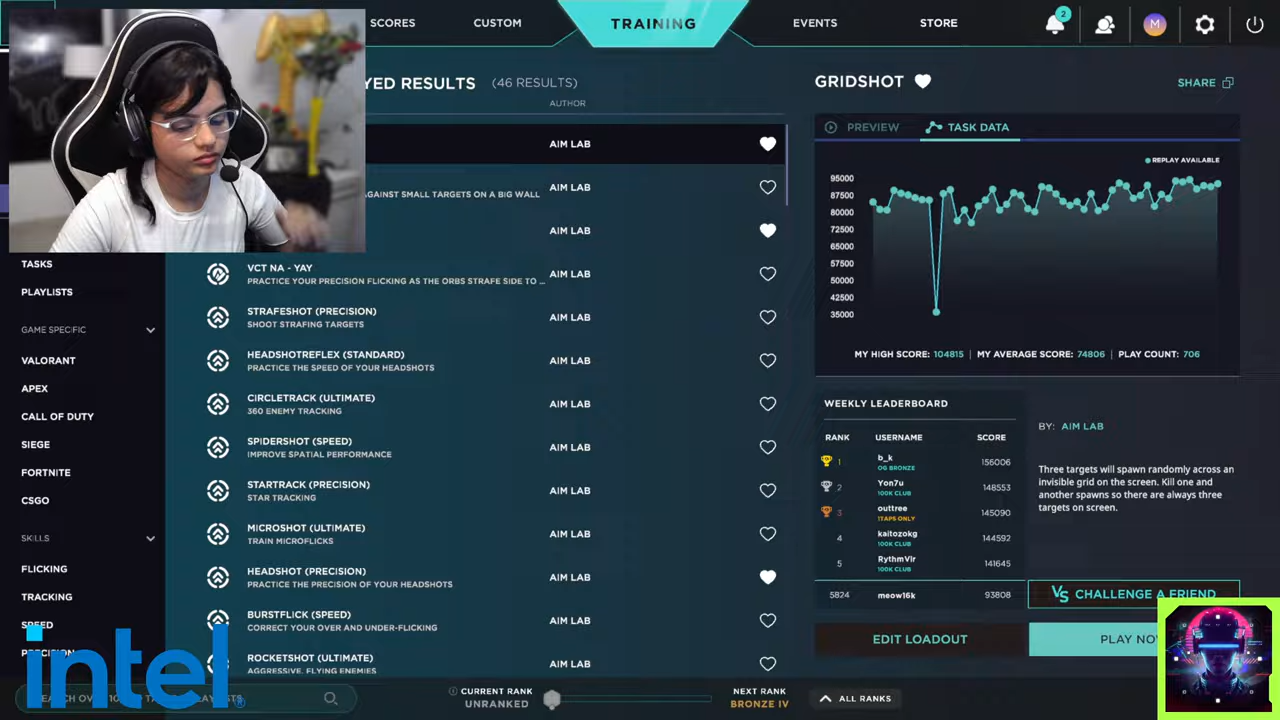 SCORES
CUSTOM
TRAINING
EVENTS
STORE
2
M
YED RESULTS (46 RESULTS)
AUTHOR
AIM LAB
AGAINST SMALL TARGETS ON A BIG WALL
AIM LAB
AIM LAB
VCT NA - YAY
PRACTICE YOUR PRECISION FLICKING AS THE ORBS STRAFE SIDE TO ...
AIM LAB
STRAFESHOT (PRECISION)
SHOOT STRAFING TARGETS
AIM LAB
HEADSHOTREFLEX (STANDARD)
PRACTICE THE SPEED OF YOUR HEADSHOTS
AIM LAB
CIRCLETRACK (ULTIMATE)
360 ENEMY TRACKING
AIM LAB
SPIDERSHOT (SPEED)
IMPROVE SPATIAL PERFORMANCE
AIM LAB
STARTRACK (PRECISION)
STAR TRACKING
AIM LAB
MICROSHOT (ULTIMATE)
TRAIN MICROFLICKS
AIM LAB
HEADSHOT (PRECISION)
PRACTICE THE PRECISION OF YOUR HEADSHOTS
AIM LAB
BURSTFLICK (SPEED)
CORRECT YOUR OVER AND UNDER-FLICKING
AIM LAB
ROCKETSHOT (ULTIMATE)
AGGRESSIVE, FLYING ENEMIES
AIM LAB
TASKS
PLAYLISTS
GAME SPECIFIC
VALORANT
APEX
CALL OF DUTY
SIEGE
FORTNITE
CSGO
SKILLS
FLICKING
TRACKING
SPEED
intel
GRIDSHOT
SHARE
PREVIEW
TASK DATA
REPLAY AVAILABLE
95000
87500
80000
72500
65000
57500
50000
42500
35000
MY HIGH SCORE: 104815 | MY AVERAGE SCORE: 74806 | PLAY COUNT: 706
WEEKLY LEADERBOARD
RANK USERNAME SCORE
1 b_k 156006
OG BRONZE
2 Yon7u 148553
100K CLUB
3 outtree 145090
1TAPS ONLY
4 kaitozokg 144592
100K CLUB
5 RythmVlr 141645
100K CLUB
5824 meow16k 93808
BY: AIM LAB
Three targets will spawn randomly across an
invisible grid on the screen. Kill one and
another spawns so there are always three
targets on screen.
VS CHALLENGE A FRIEND
EDIT LOADOUT
PLAY NOW
CURRENT RANK
UNRANKED
NEXT RANK
BRONZE IV
ALL RANKS